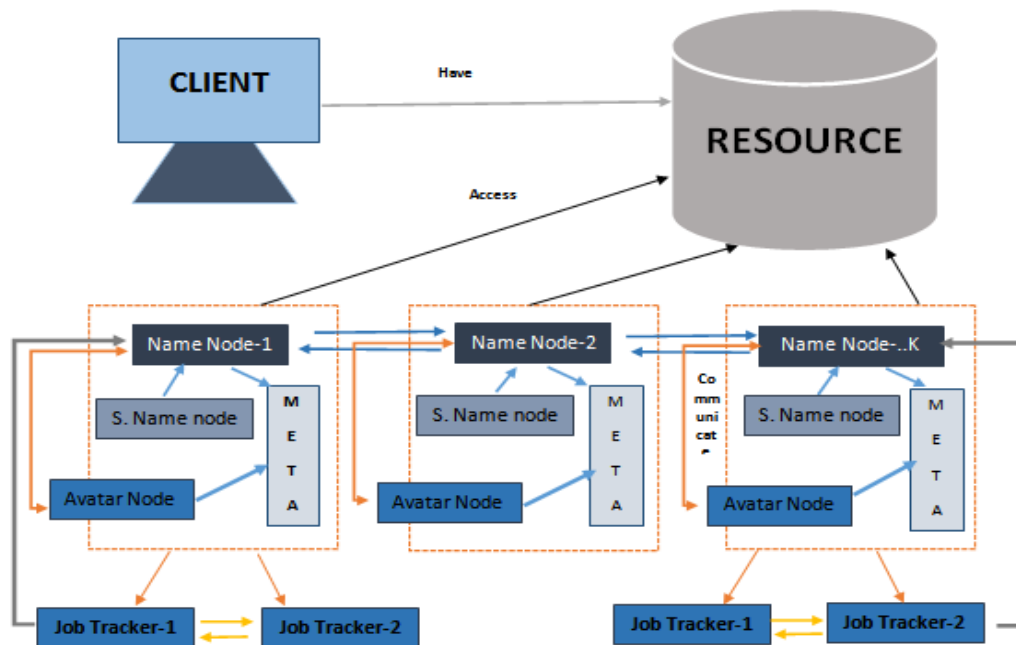 CLIENT
Have
RESOURCE
Access
Name Node-1
Name Node-2
Name Node-..K
S. Name node
M
E
T
A
S. Name node
M
E
T
A
Co
mm
uni
cat
e
S. Name node
M
E
T
A
Avatar Node
Avatar Node
Avatar Node
Job Tracker-1
Job Tracker-2
Job Tracker-1
Job Tracker-2